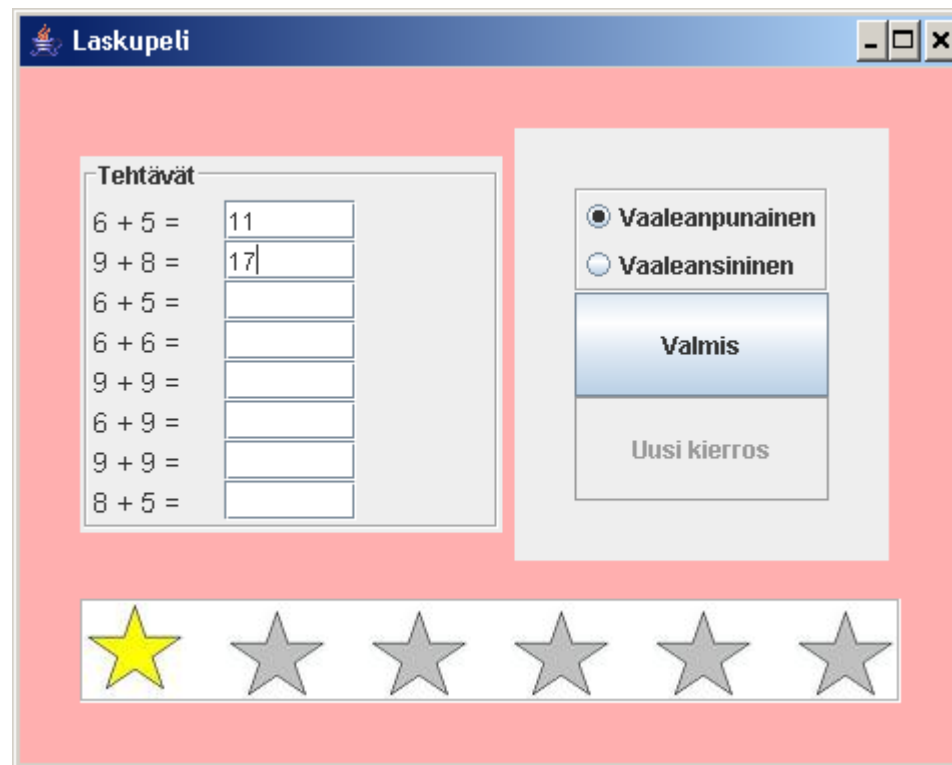 Laskupeli
Tehtävät
6 + 5 = 11
9 + 8 = 17
6 + 5 =
6 + 6 =
9 + 9 =
6 + 9 =
9 + 9 =
8 + 5 =
Vaaleanpunainen
Vaaleansininen
Valmis
Uusi kierros